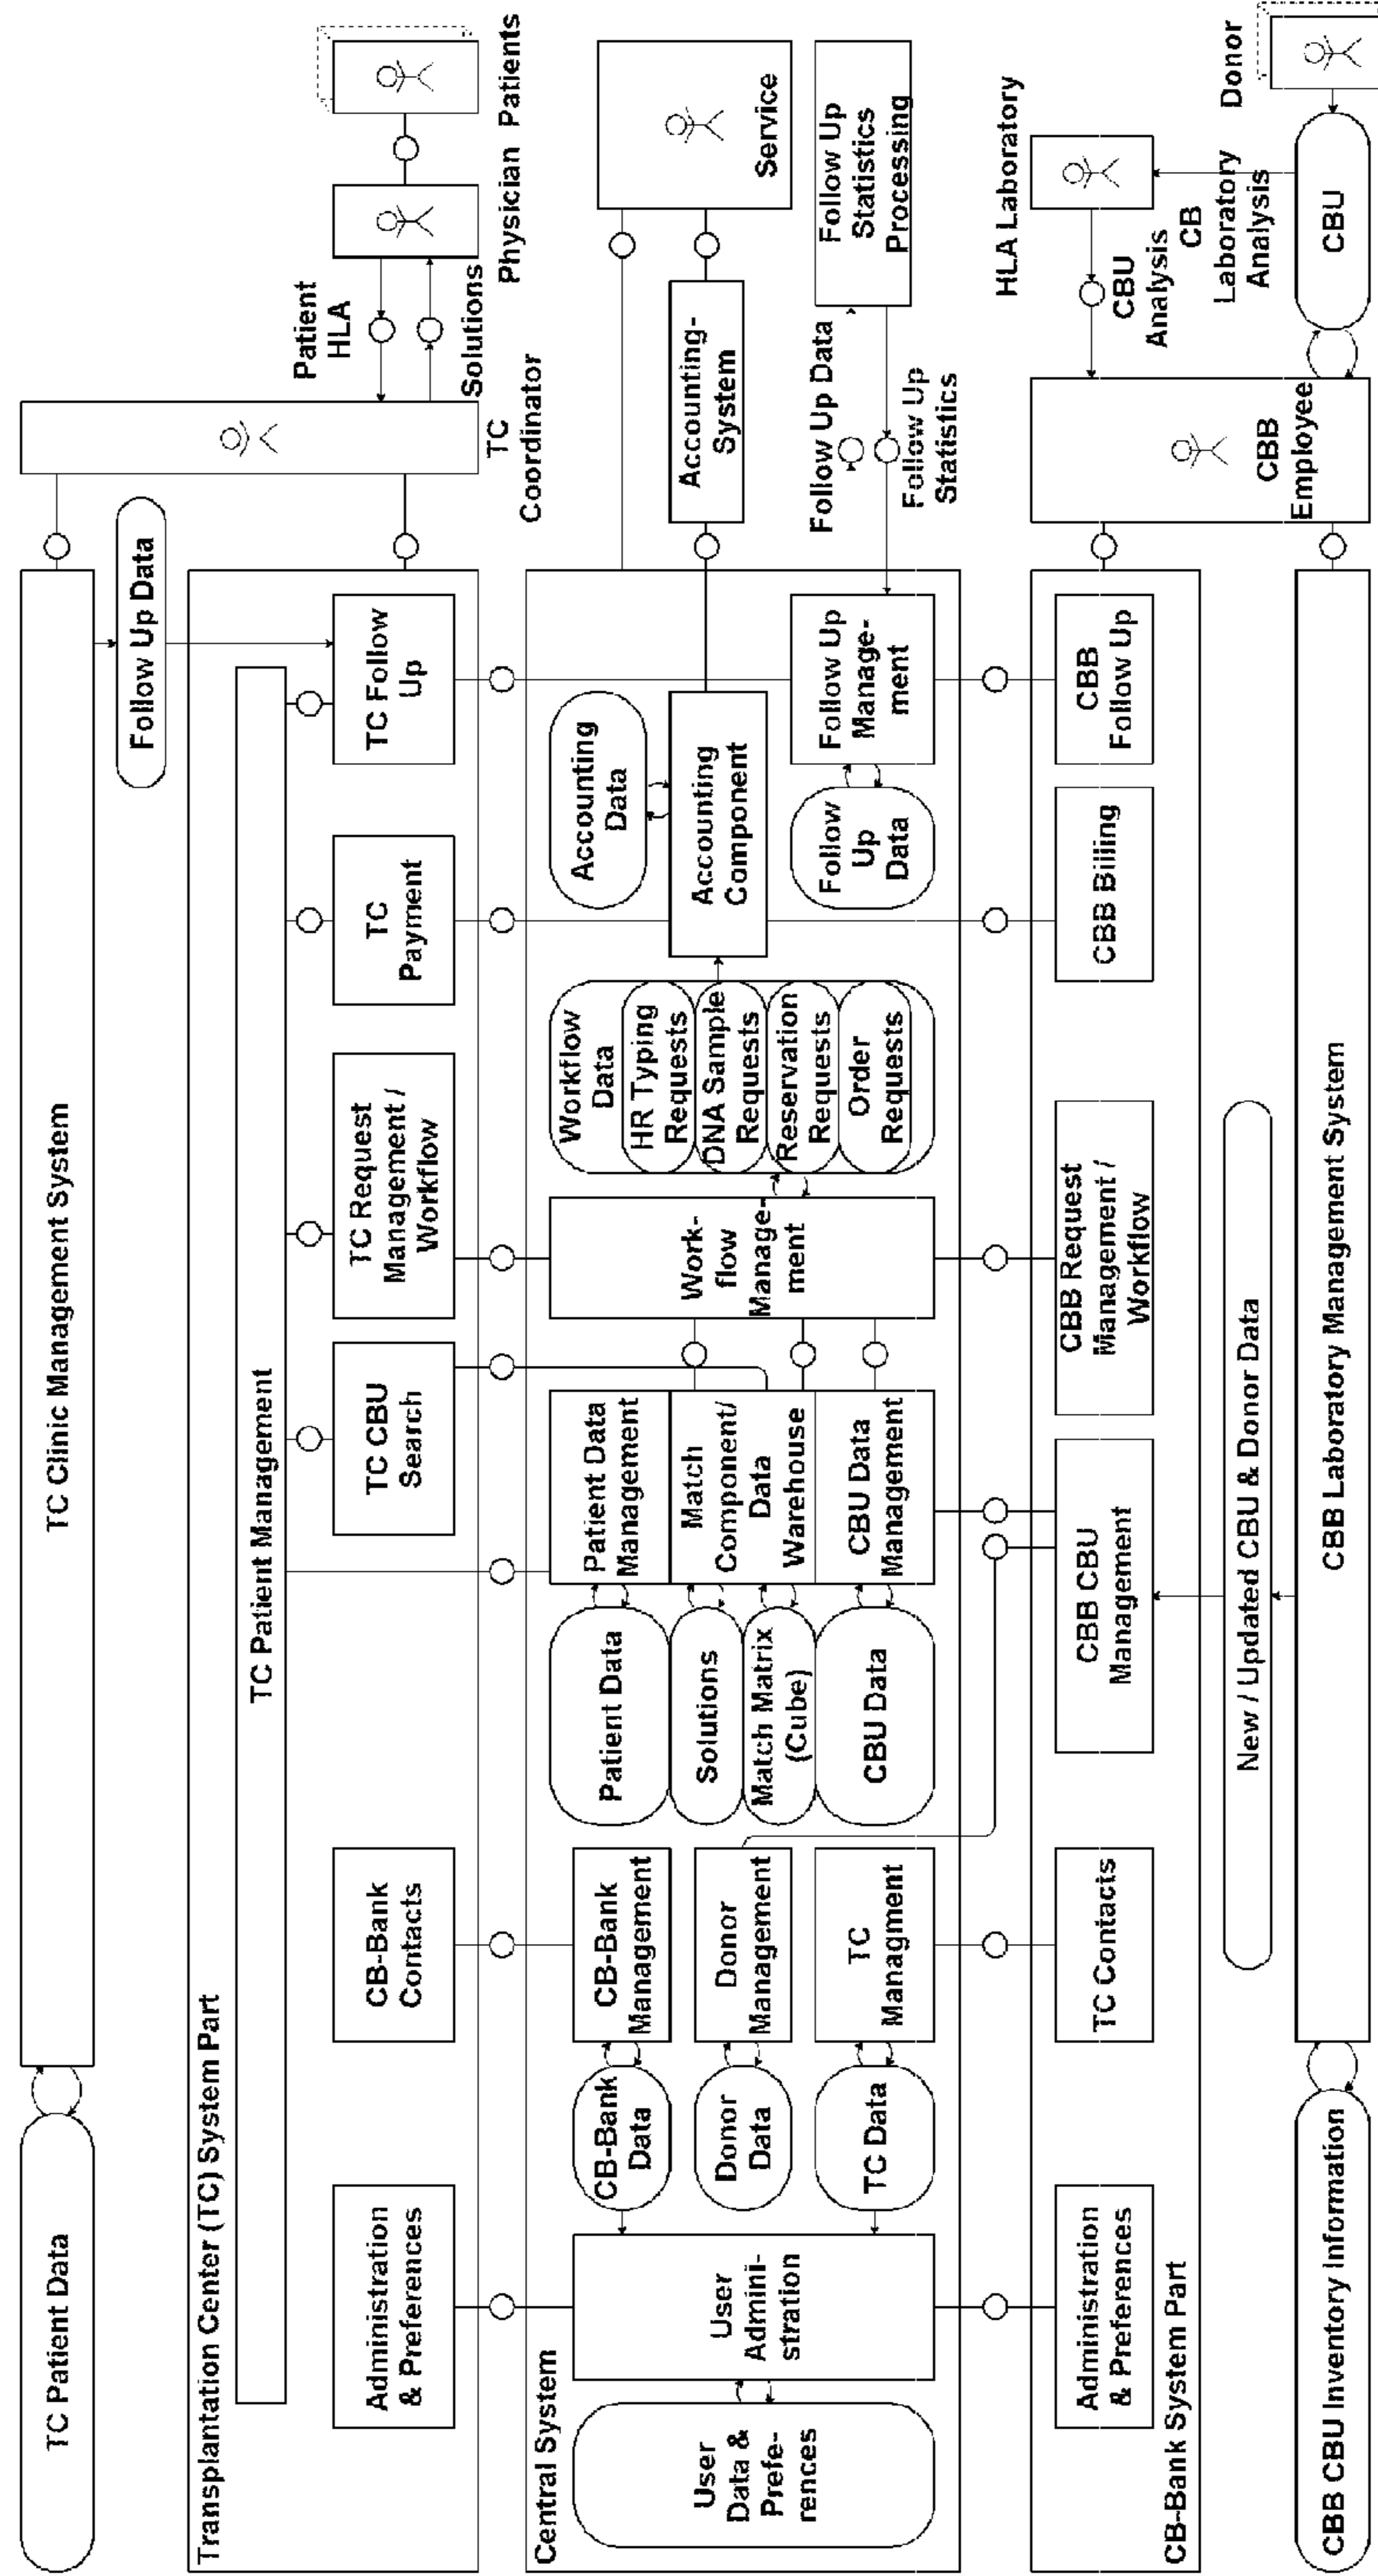 TC Patient Data
TC Clinic Management System
Follow Up Data
Transplantation Center (TC) System Part
TC Patient Management
Administration
& Preferences
CB-Bank
Contacts
TC CBU
Search
TC Request
Management /
Workflow
TC
Payment
TC Follow
Up
TC
Coordinator
Patient
HLA
Solutions
Physician
Patients
Central System
User
Data &
Prefe-
rences
User
Admini-
stration
CB-Bank
Data
CB-Bank
Management
Donor
Data
Donor
Management
TC Data
TC
Managment
Patient Data
Solutions
Match Matrix
(Cube)
CBU Data
Patient Data
Management
Match
Component/
Data
Warehouse
CBU Data
Management
Work-
flow
Manage-
ment
Workflow
Data
HR Typing
Requests
DNA Sample
Requests
Reservation
Requests
Order
Requests
Accounting
Data
Accounting
Component
Follow
Up
Data
Follow Up
Manage-
ment
Accounting-
System
Service
Follow Up Data
Follow Up
Statistics
Follow Up
Statistics
Processing
Administration
& Preferences
TC Contacts
CBB CBU
Management
CBB Request
Management /
Workflow
CBB Billing
CBB
Follow Up
CB-Bank System Part
New / Updated CBU & Donor Data
CBB CBU Inventory Information
CBB Laboratory Management System
CBB
Employee
HLA Laboratory
CBU
Analysis
CB
Laboratory
Analysis
CBU
Donor